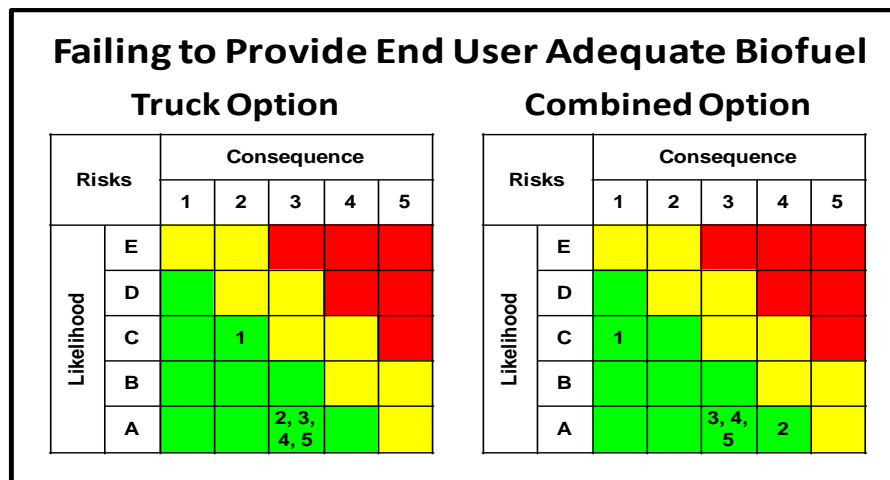 Failing to Provide End User Adequate Biofuel
Truck Option
Risks
Consequence
1 2 3 4 5
Likelihood
E
D
C 1
B
A 2, 3,
4, 5
Combined Option
Risks
Consequence
1 2 3 4 5
Likelihood
E
D
C 1
B
A 3, 4,
5 2